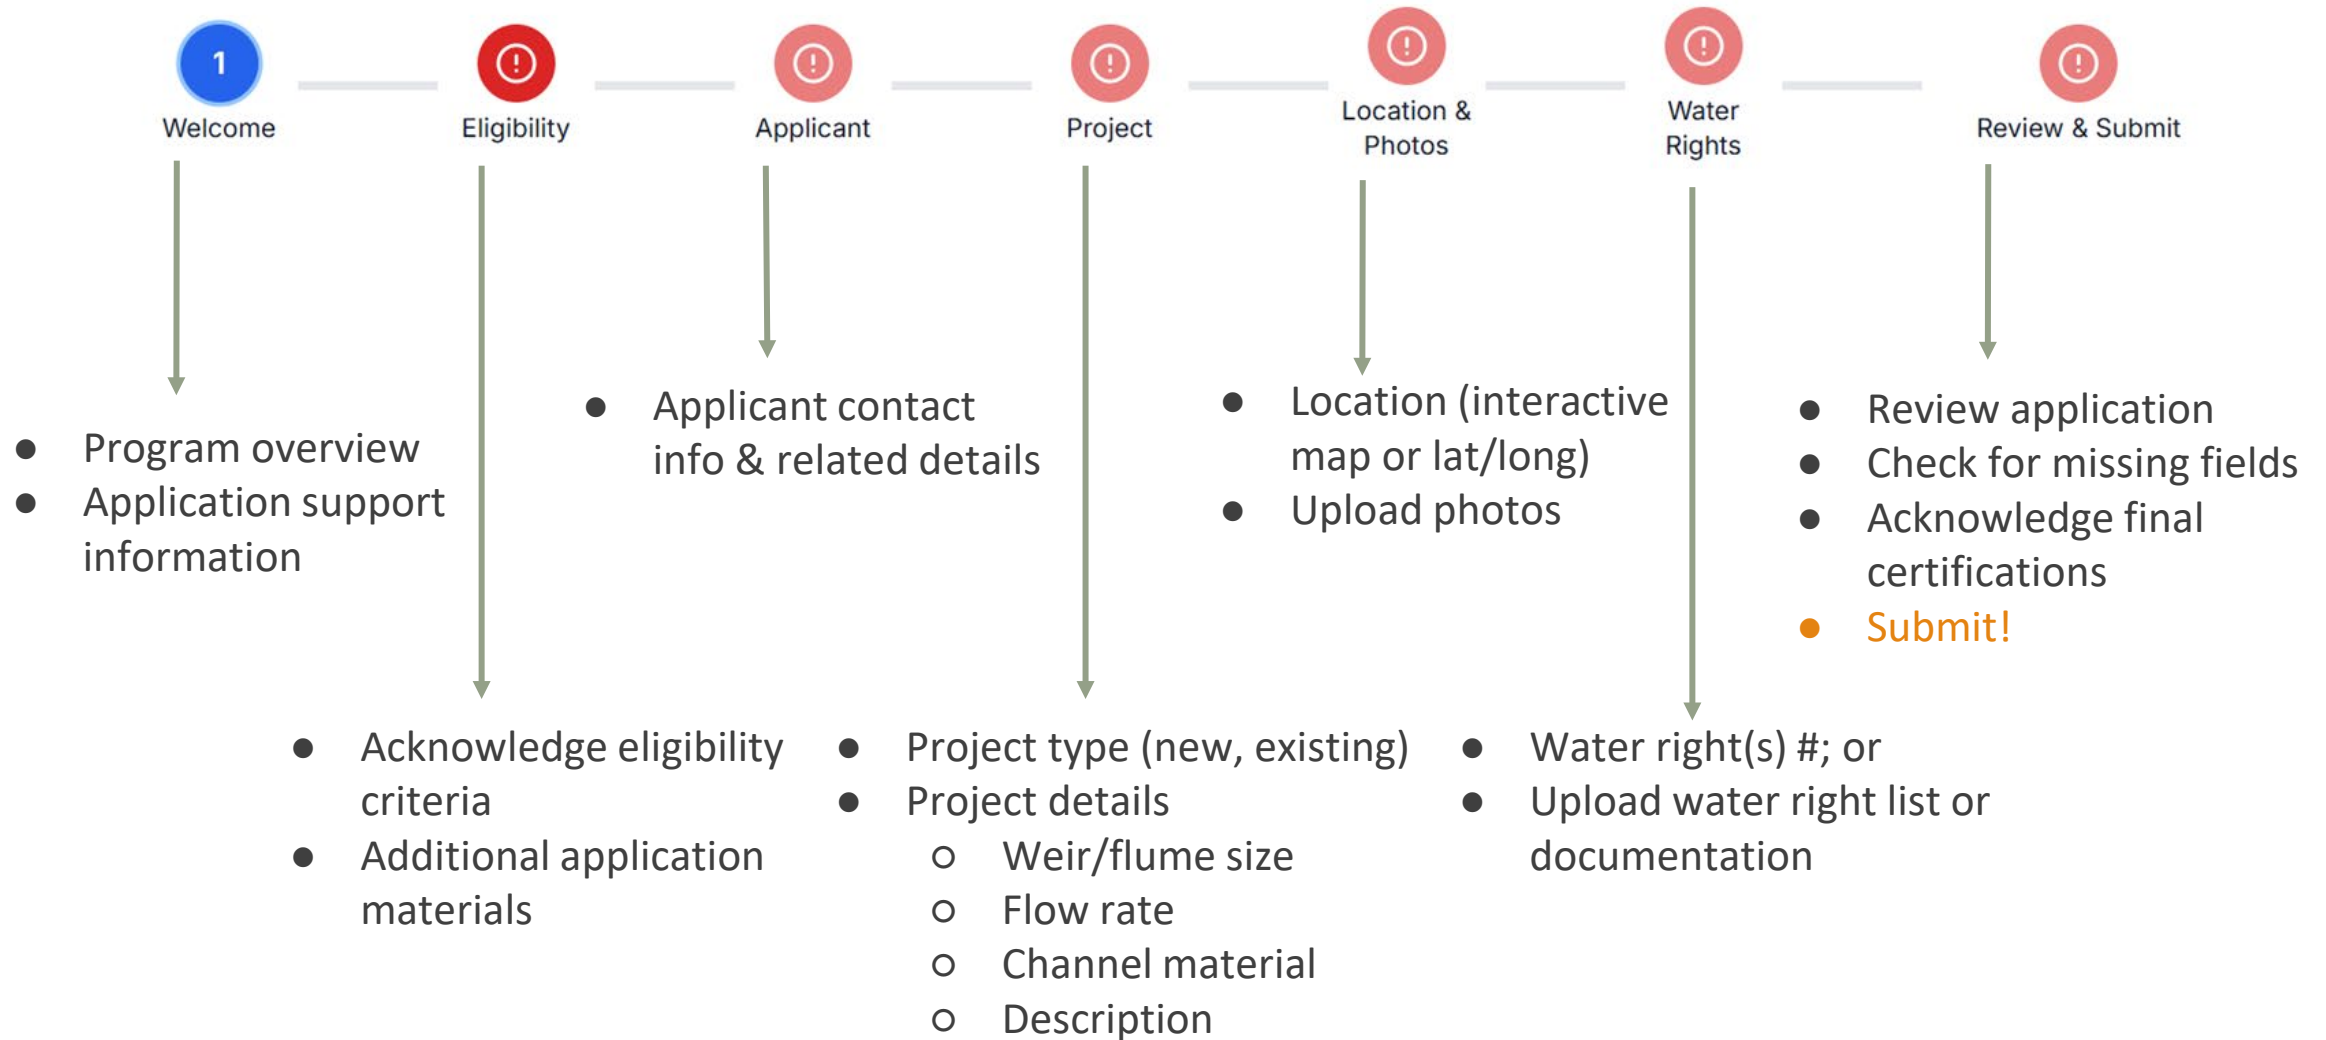 1
Welcome
Eligibility
Applicant
Project
Location &
Photos
Water
Rights
Review & Submit
● Program overview
● Application support
information
● Acknowledge eligibility
criteria
● Additional application
materials
● Applicant contact
info & related details
● Project type (new, existing)
● Project details
○ Weir/flume size
○ Flow rate
○ Channel material
○ Description
● Location (interactive
map or lat/long)
● Upload photos
● Water right(s) #; or
● Upload water right list or
documentation
● Review application
● Check for missing fields
● Acknowledge final
certifications
● Submit!